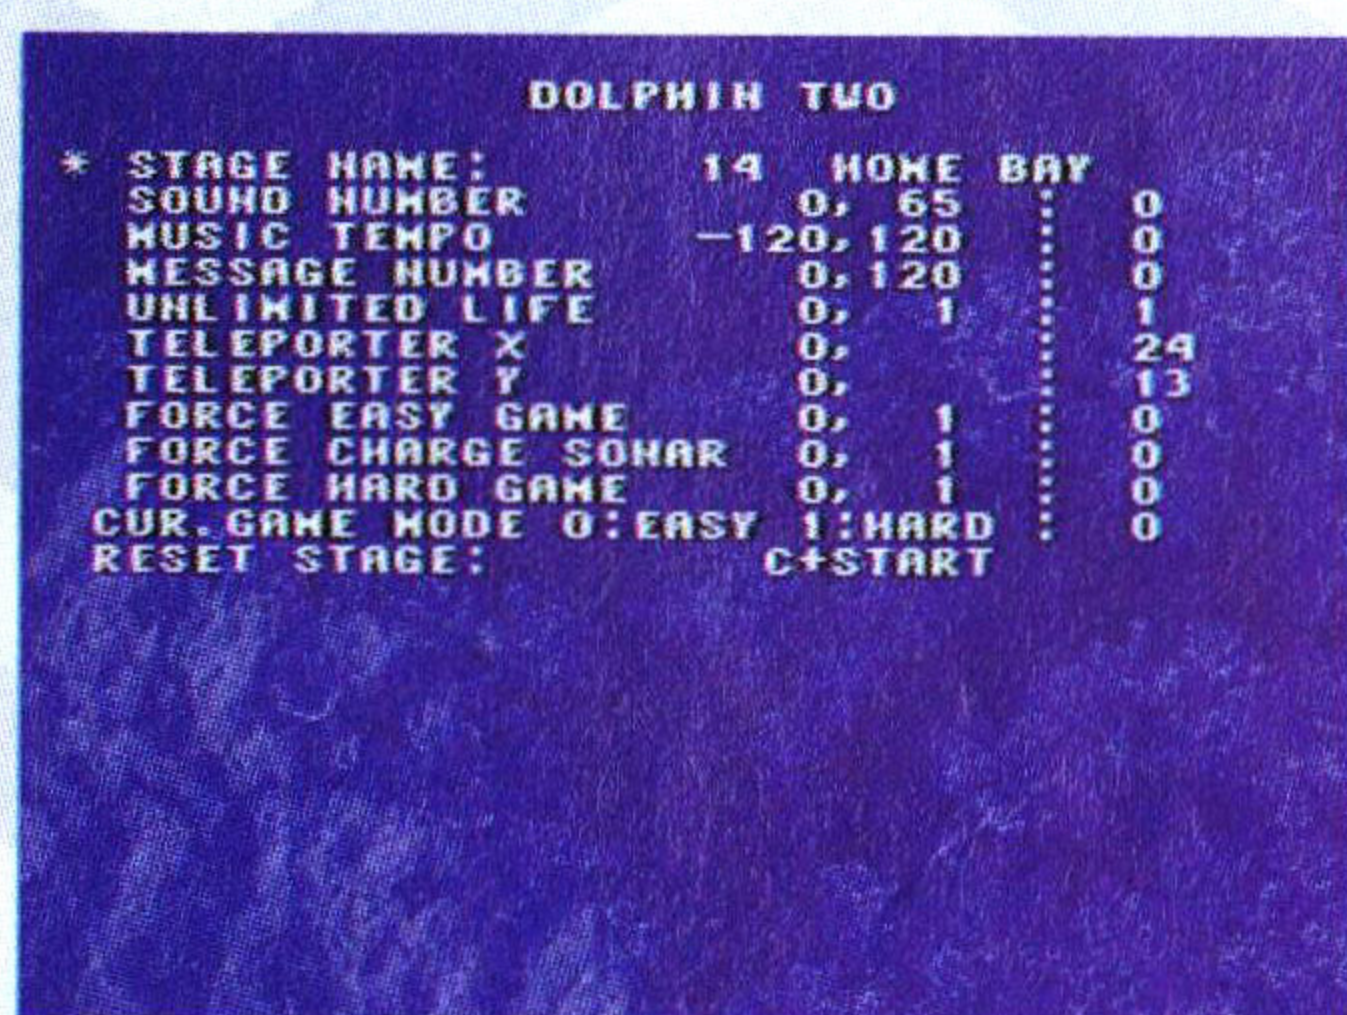 DOLPHIN TWO
* STAGE NAME: 14 HOME BAY
SOUND NUMBER 0, 65 : 0
MUSIC TEMPO -120,120 : 0
MESSAGE NUMBER 0,120 : 0
UNLIMITED LIFE 0, 1 : 1
TELEPORTER X 0, : 24
TELEPORTER Y 0, : 13
FORCE EASY GAME 0, 1 : 0
FORCE CHARGE SONAR 0, 1 : 0
FORCE HARD GAME 0, 1 : 0
CUR.GAME MODE 0:EASY 1:HARD : 0
RESET STAGE: C+START